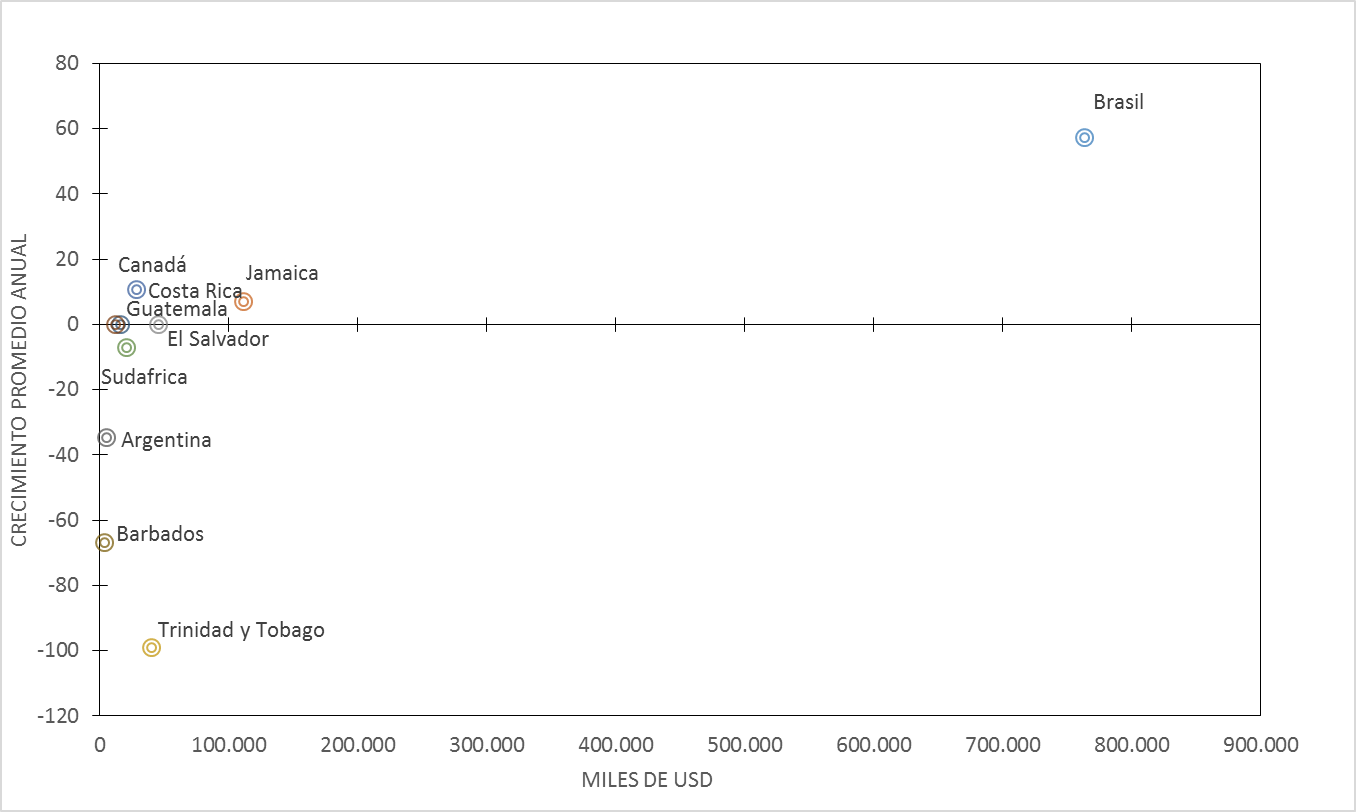 80
60
40
20
0
-20
-40
-60
-80
-100
-120
CRECIMIENTO PROMEDIO ANUAL
Brasil
Canadá
Jamaica
Costa Rica
Guatemala
El Salvador
Sudafrica
Argentina
Barbados
Trinidad y Tobago
0 100.000 200.000 300.000 400.000 500.000 600.000 700.000 800.000 900.000
MILES DE USD